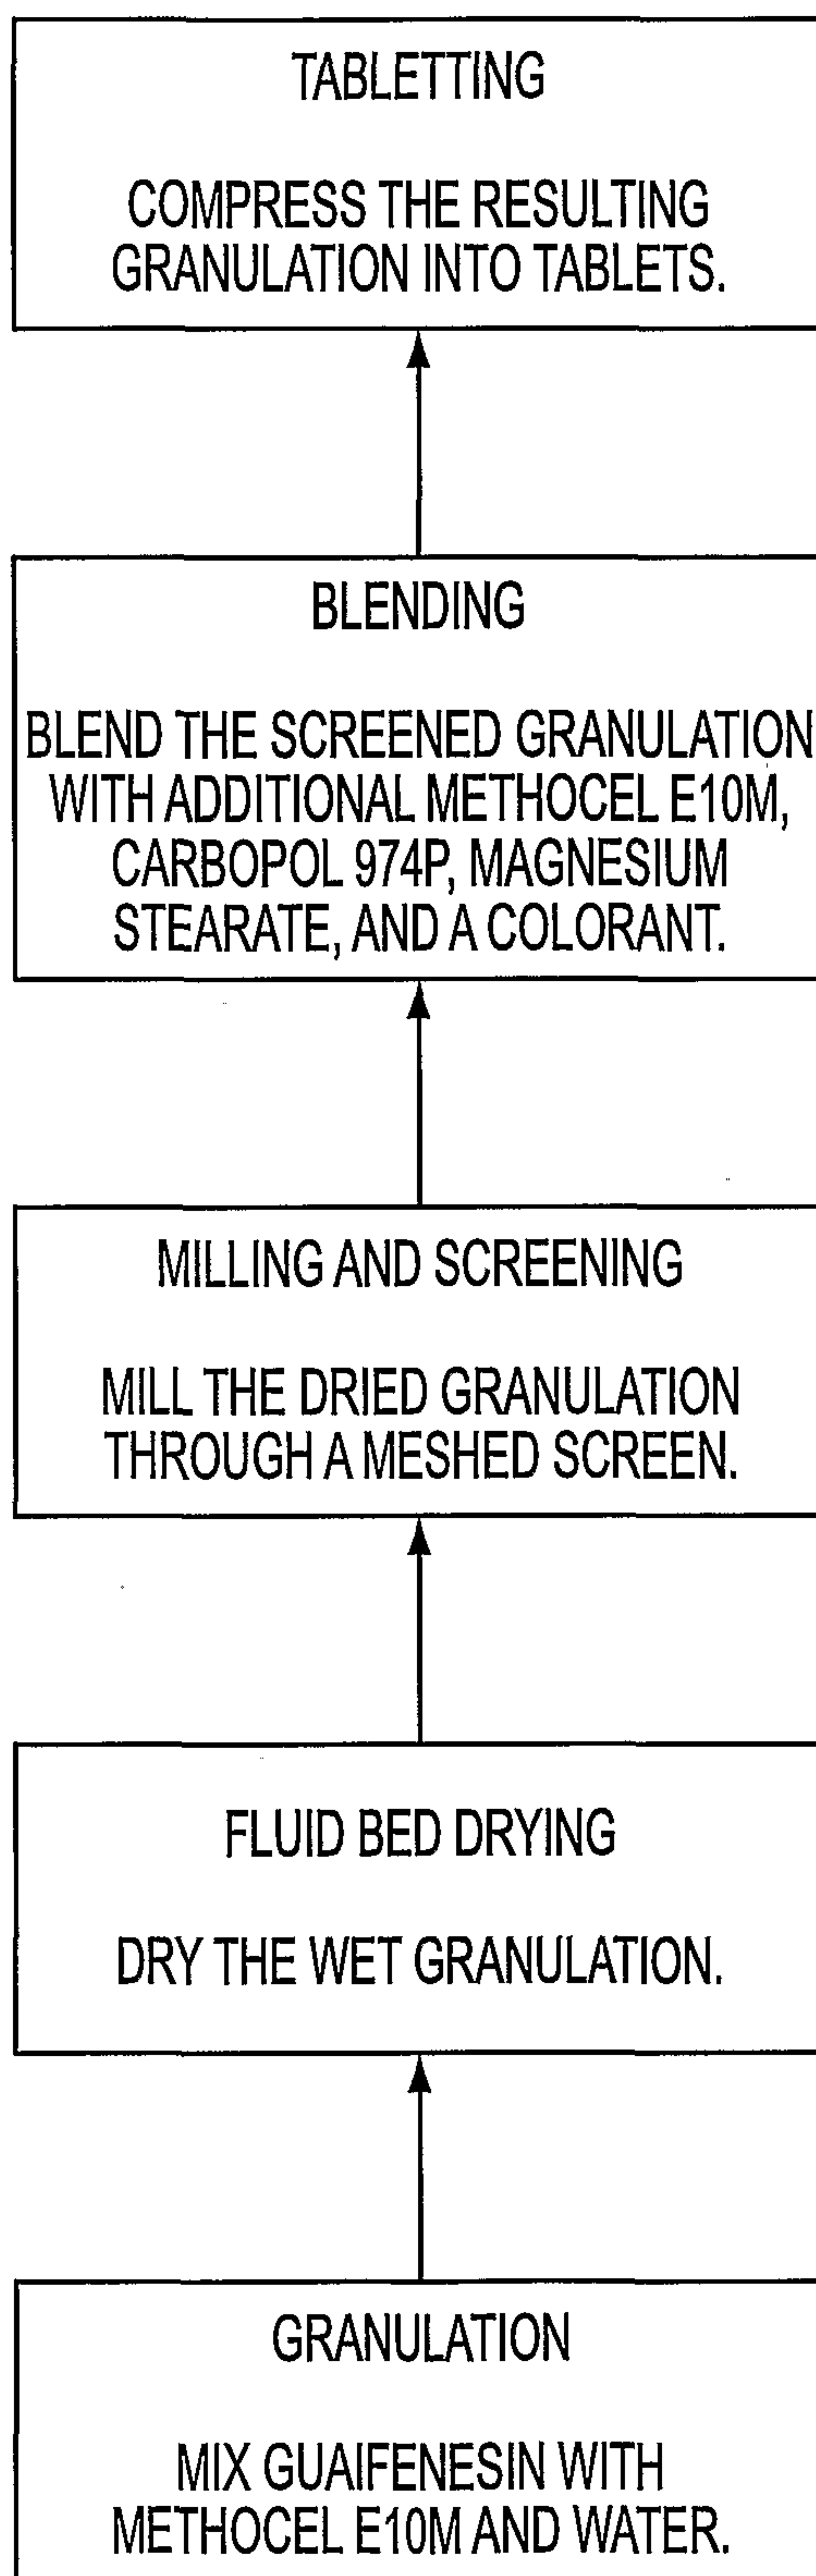 TABLETTING
COMPRESS THE RESULTING
GRANULATION INTO TABLETS.
BLENDING
BLEND THE SCREENED GRANULATION
WITH ADDITIONAL METHOCEL E10M,
CARBOPOL 974P, MAGNESIUM
STEARATE, AND A COLORANT.
MILLING AND SCREENING
MILL THE DRIED GRANULATION
THROUGH A MESHED SCREEN.
FLUID BED DRYING
DRY THE WET GRANULATION.
GRANULATION
MIX GUAIFENESIN WITH
METHOCEL E10M AND WATER.